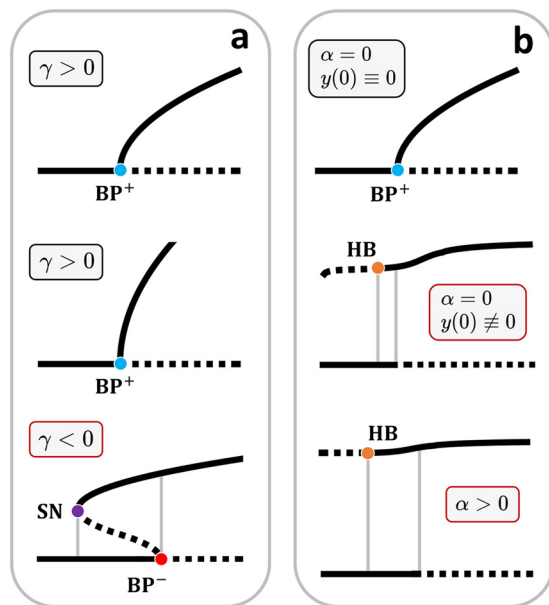 a
γ > 0
BP⁺
γ > 0
BP⁺
γ < 0
SN
BP⁻
b
α = 0
y(0) ≡ 0
BP⁺
HB
α = 0
y(0) ≢ 0
HB
α > 0